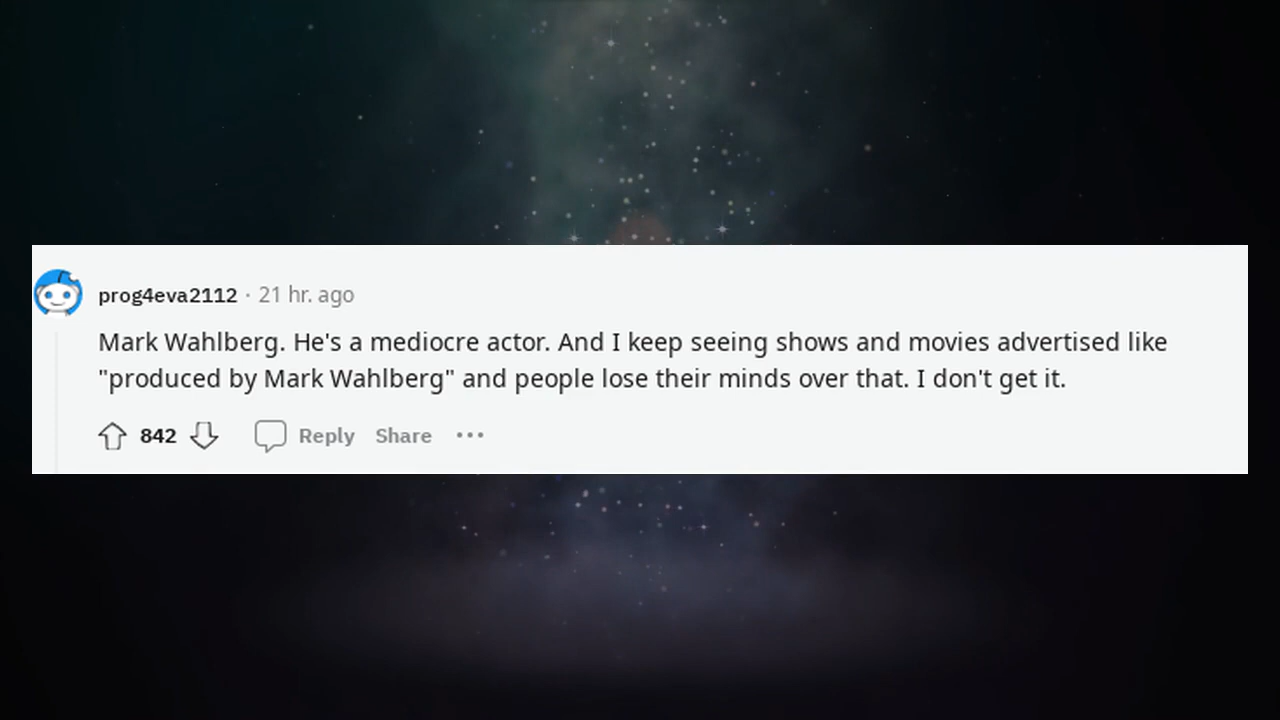 prog4eva2112 · 21 hr. ago
Mark Wahlberg. He's a mediocre actor. And I keep seeing shows and movies advertised like
"produced by Mark Wahlberg" and people lose their minds over that. I don't get it.
842 Reply Share ···